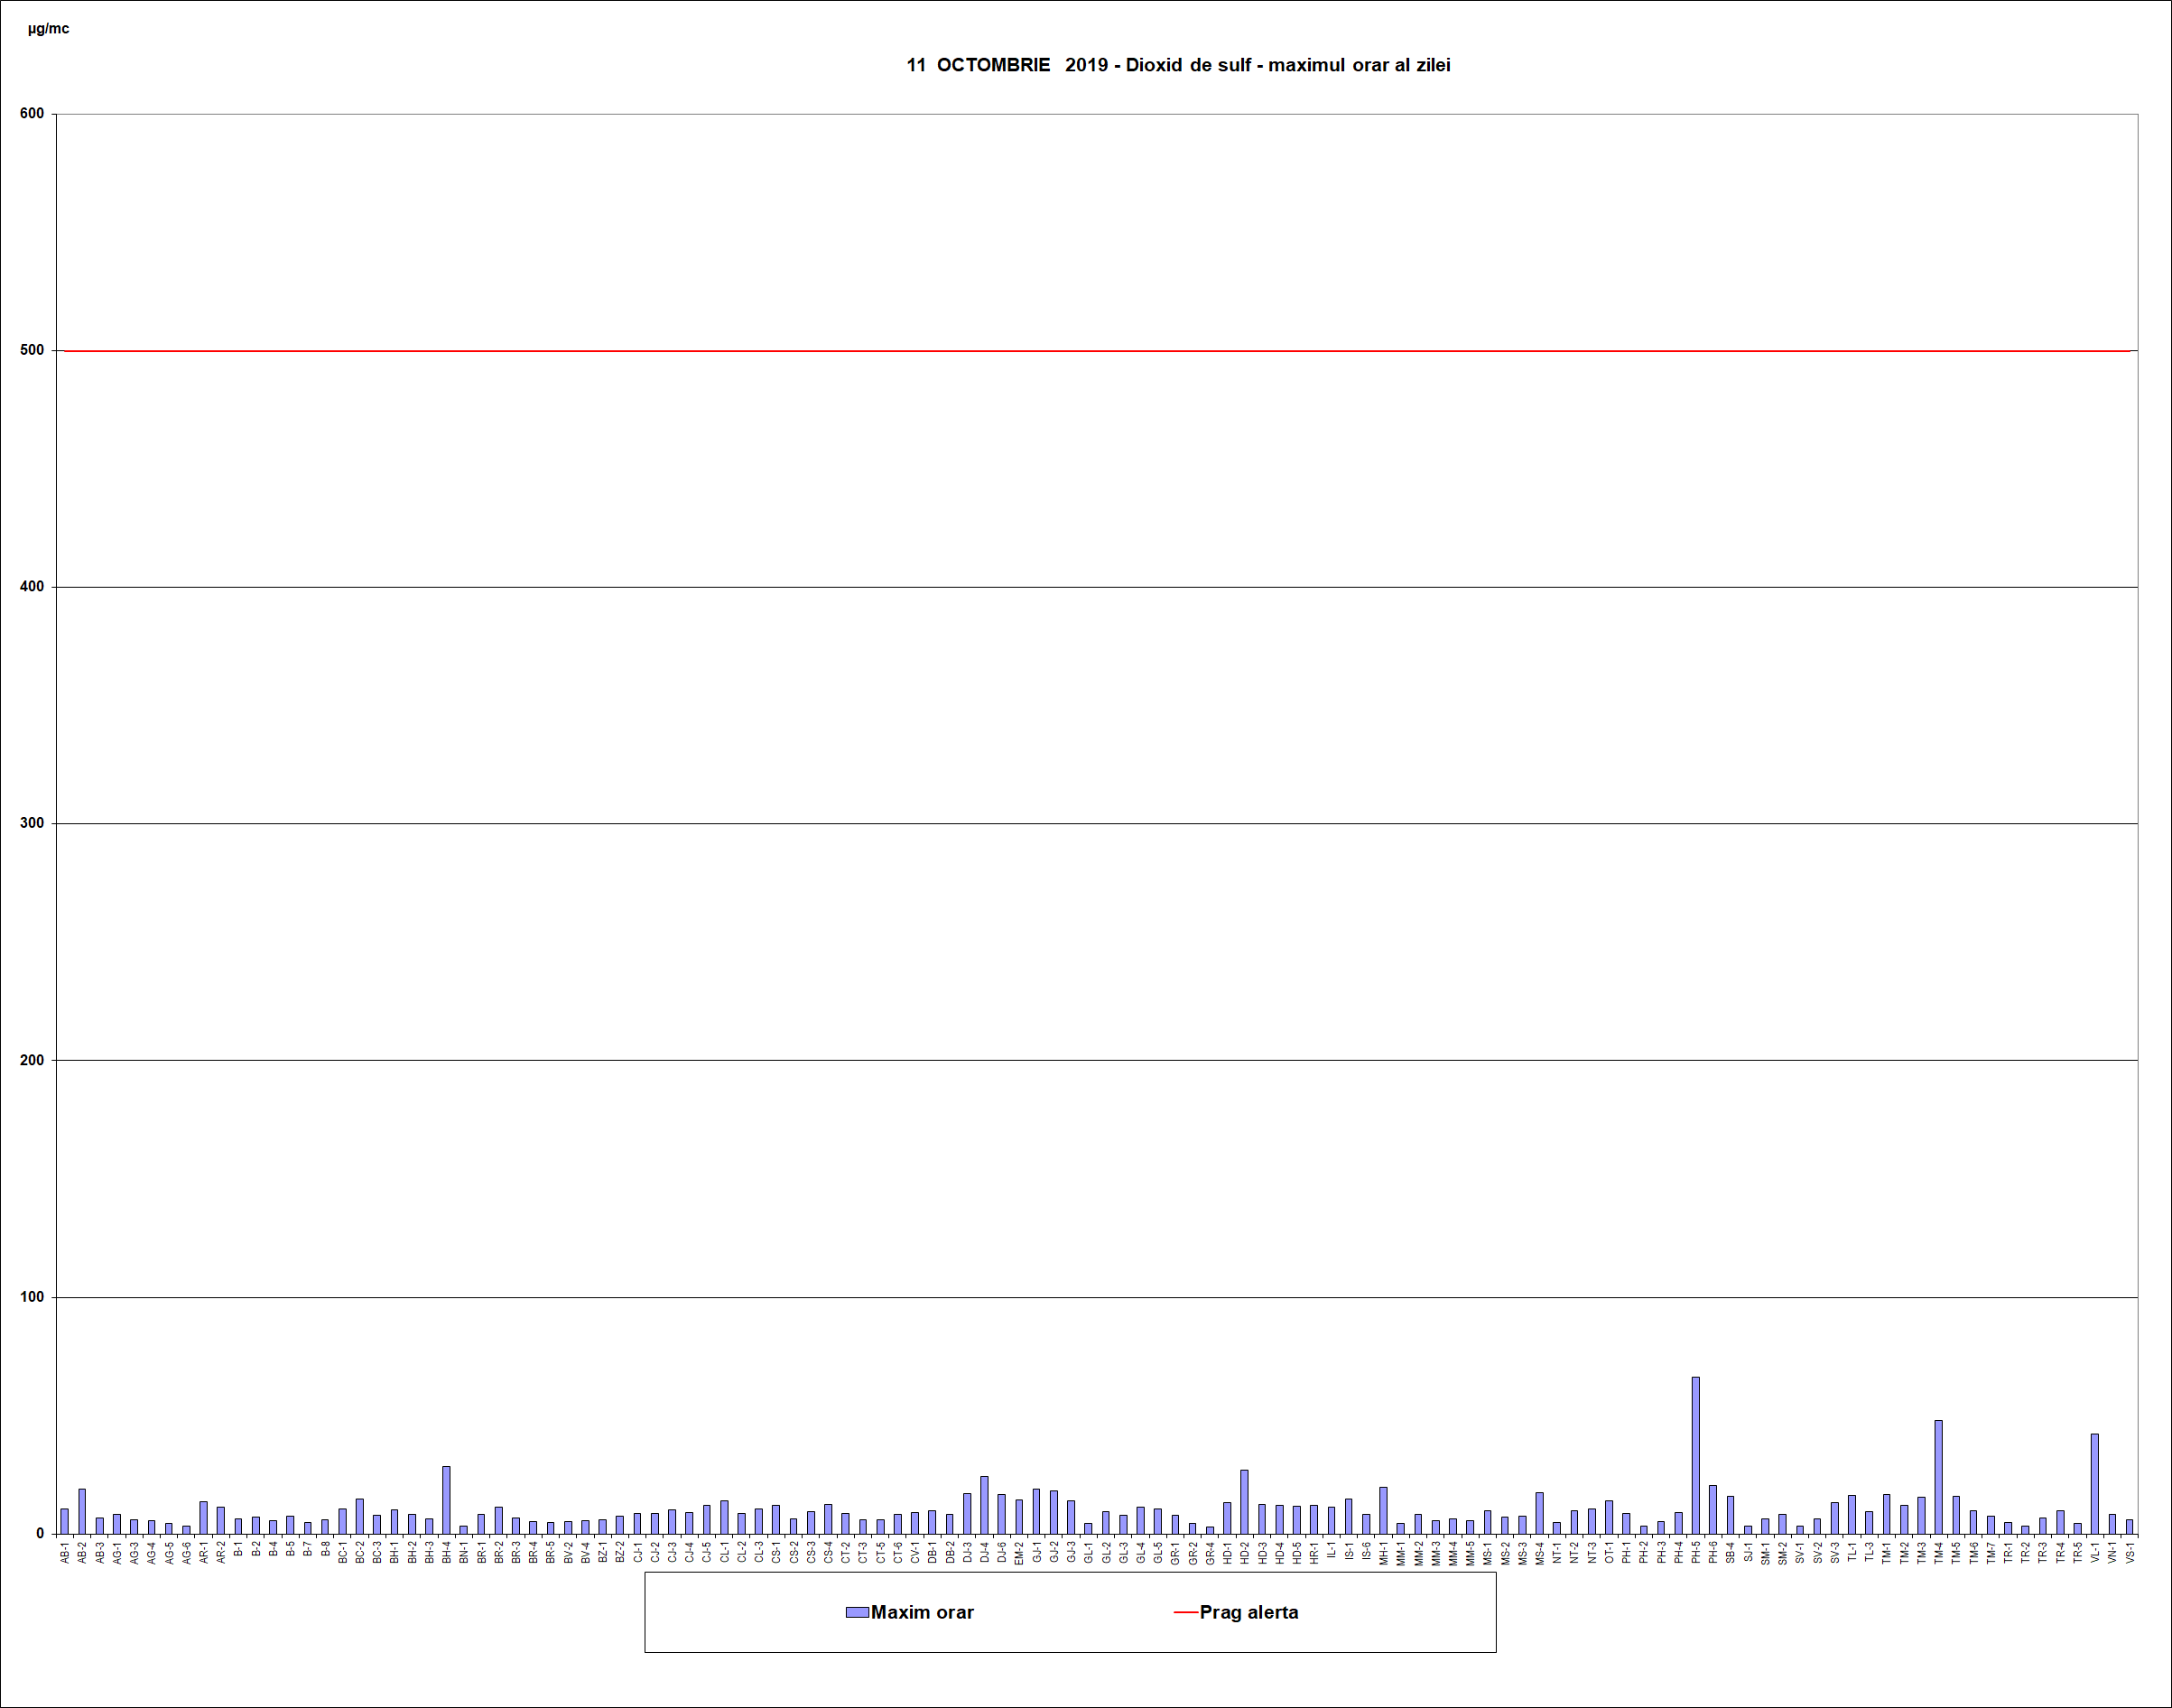 µg/mc
11 OCTOMBRIE 2019 - Dioxid de sulf - maximul orar al zilei
600
500
400
300
200
100
0
AB-1
AB-2
AB-3
AG-1
AG-3
AG-4
AG-5
AG-6
AR-1
AR-2
B-1
B-2
B-4
B-5
B-7
B-8
BC-1
BC-2
BC-3
BH-1
BH-2
BH-3
BH-4
BN-1
BR-1
BR-2
BR-3
BR-4
BR-5
BV-2
BV-4
BZ-1
BZ-2
CJ-1
CJ-2
CJ-3
CJ-4
CJ-5
CL-1
CL-2
CL-3
CS-1
CS-2
CS-3
CS-4
CT-2
CT-3
CT-5
CT-6
CV-1
DB-1
DB-2
DJ-3
DJ-4
DJ-6
EM-2
GJ-1
GJ-2
GJ-3
GL-1
GL-2
GL-3
GL-4
GL-5
GR-1
GR-2
GR-4
HD-1
HD-2
HD-3
HD-4
HD-5
HR-1
IL-1
IS-1
IS-6
MH-1
MM-1
MM-2
MM-3
MM-4
MM-5
MS-1
MS-2
MS-3
MS-4
NT-1
NT-2
NT-3
OT-1
PH-1
PH-2
PH-3
PH-4
PH-5
PH-6
SB-4
SJ-1
SM-1
SM-2
SV-1
SV-2
SV-3
TL-1
TL-3
TM-1
TM-2
TM-3
TM-4
TM-5
TM-6
TM-7
TR-1
TR-2
TR-3
TR-4
TR-5
VL-1
VN-1
VS-1
Maxim orar
Prag alerta